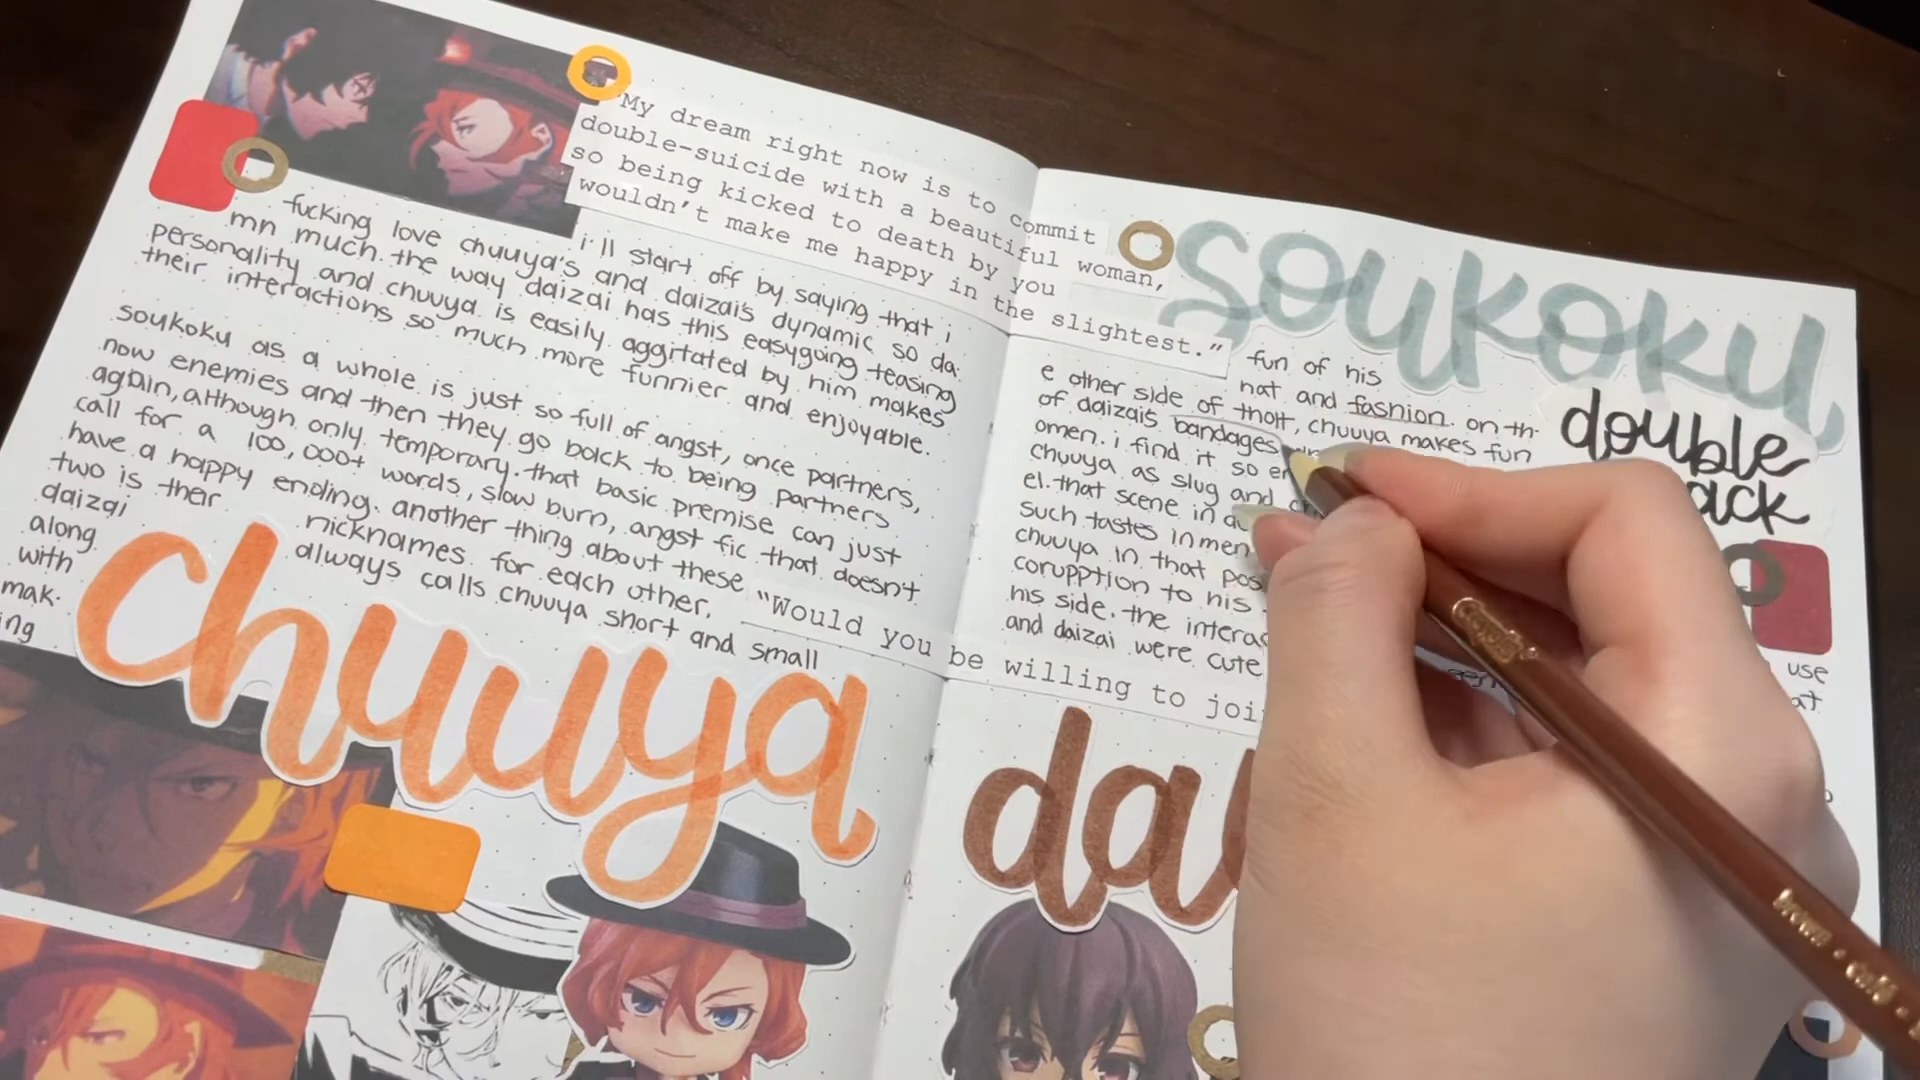 "My dream right now is to commit
double-suicide with a beautiful woman,
so being kicked to death by you
wouldn't make me happy in the slightest."
i'll start off by saying that i
fucking love chuuya's and daizai's dynamic so da
mn much. the way daizai has this easygoing teasing
personality and chuuya is easily aggitated by him makes
their interactions so much more funnier and enjoyable.
soukoku as a whole is just so full of angst, once partners,
now enemies and then they go back to being partners
again, although only temporary. that basic premise can just
call for a 100,000+ words, slow burn, angst fic that doesn't
have a happy ending. another thing about these
two is their nicknames for each other.
daizai always calls chuuya short and small
along
with
mak.
ing
chuuya
"Would you be willing to joi
soukoku
double
ack
fun of his
hat and fashion. on th.
e other side of that, chuuya makes fun
of daizai's bandages
omen. i find it so
chuuya as slug and
el. that scene in
such tastes in men
chuuya in that
coruption to his
his side. the
and daizai were cute
use
at
da
brown